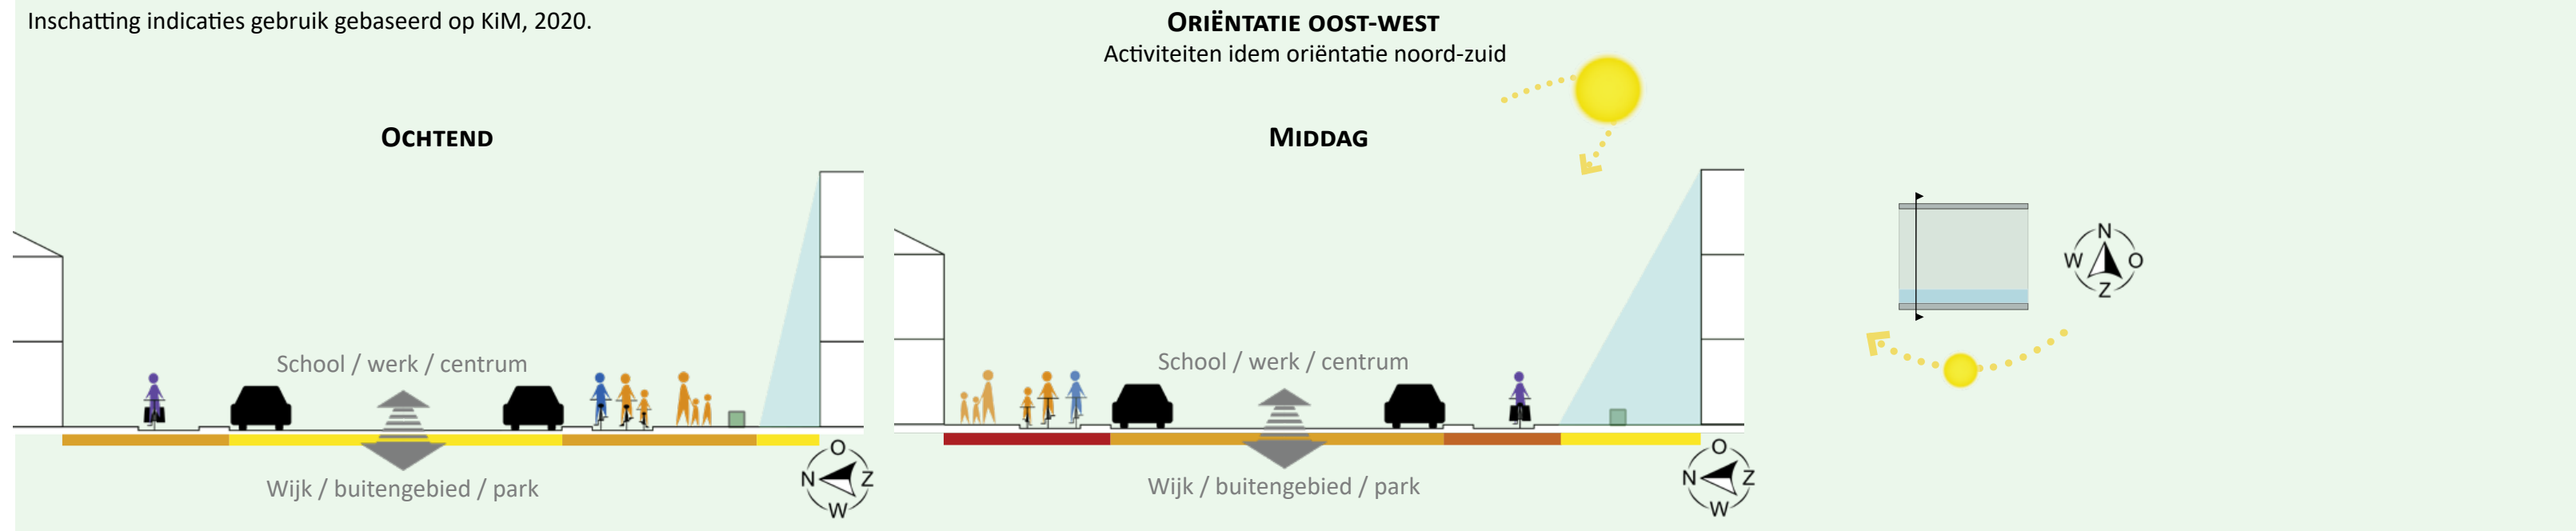 Inschatting indicaties gebruik gebaseerd op KiM, 2020.
ORIËNTATIE OOST-WEST
Activiteiten idem oriëntatie noord-zuid
OCHTEND
MIDDAG
School / werk / centrum
Wijk / buitengebied / park
O
N Z
W
School / werk / centrum
Wijk / buitengebied / park
O
N Z
W
N
W O
Z